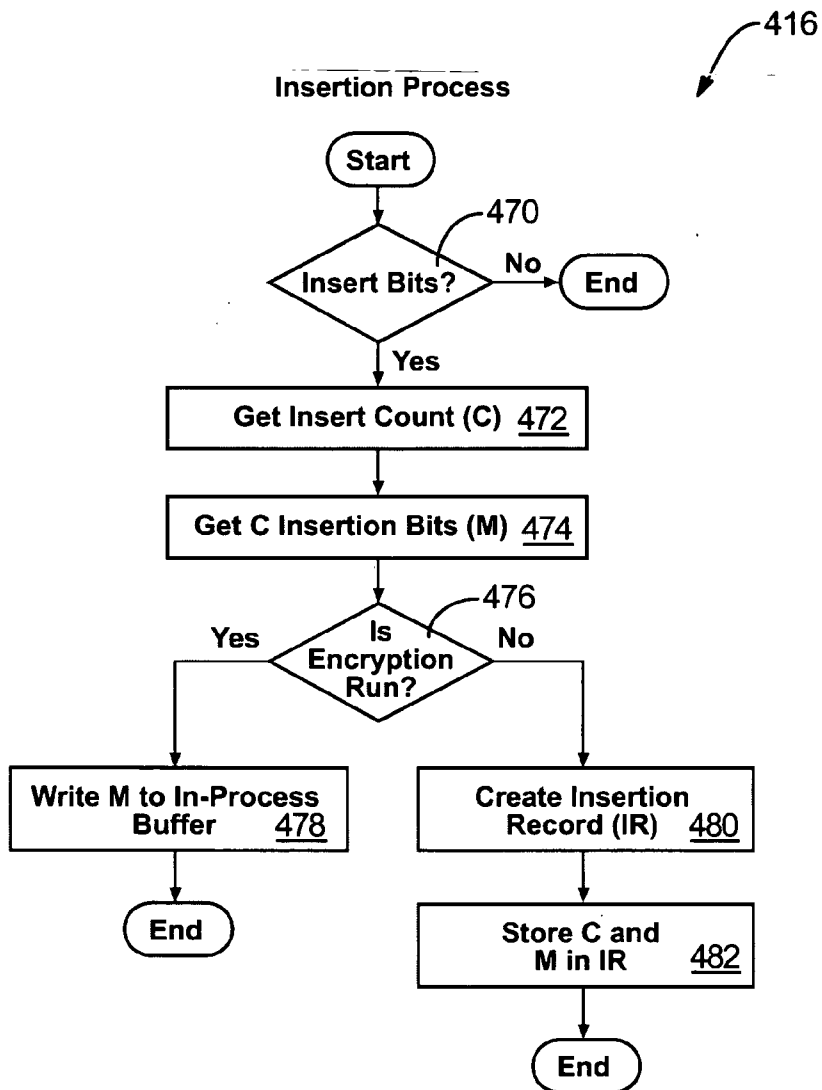 416
Insertion Process
Start
470
Insert Bits?
No
End
Yes
Get Insert Count (C) 472
Get C Insertion Bits (M) 474
476
Yes
Is
Encryption
Run?
No
Write M to In-Process
Buffer 478
Create Insertion
Record (IR) 480
End
Store C and
M in IR 482
End